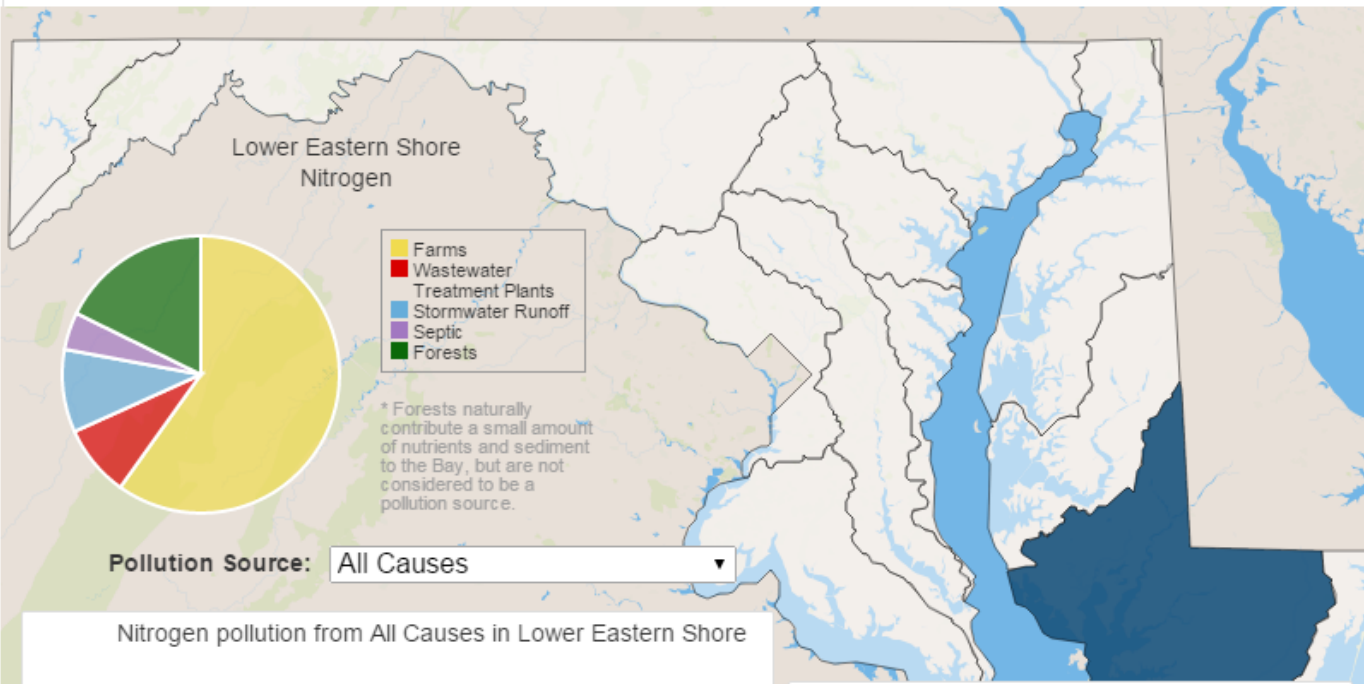 Lower Eastern Shore
Nitrogen
Farms
Wastewater
Treatment Plants
Stormwater Runoff
Septic
Forests
* Forests naturally
contribute a small amount
of nutrients and sediment
to the Bay, but are not
considered to be a
pollution source.
Pollution Source: All Causes
Nitrogen pollution from All Causes in Lower Eastern Shore